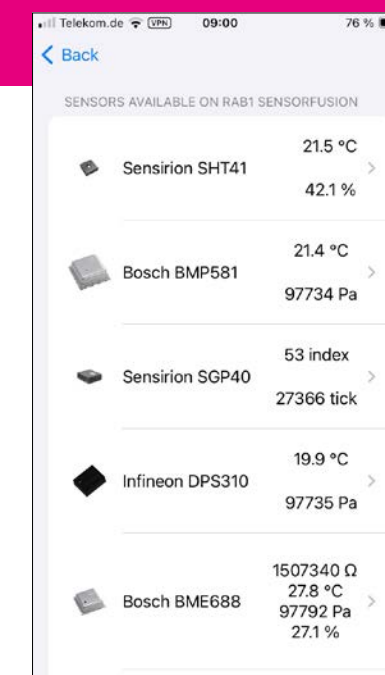 Telekom.de VPN 09:00 76 %
Back
SENSORS AVAILABLE ON RAB1 SENSORFUSION
Sensirion SHT41
21.5 °C
42.1 %
Bosch BMP581
21.4 °C
97734 Pa
Sensirion SGP40
53 index
27366 tick
Infineon DPS310
19.9 °C
97735 Pa
Bosch BME688
1507340 Ω
27.8 °C
97792 Pa
27.1 %